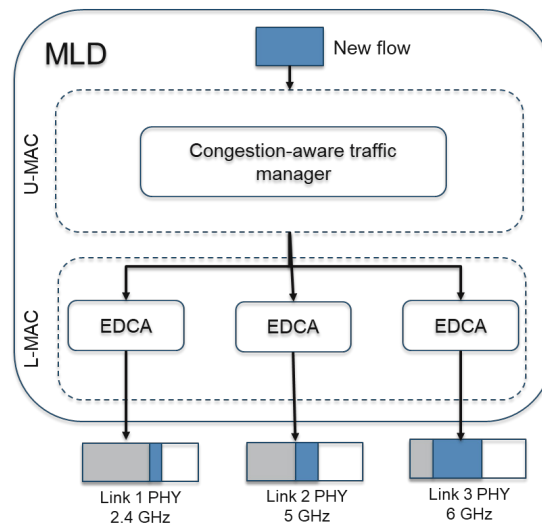 MLD
New flow
U-MAC
Congestion-aware traffic
manager
L-MAC
EDCA
EDCA
EDCA
Link 1 PHY
2.4 GHz
Link 2 PHY
5 GHz
Link 3 PHY
6 GHz